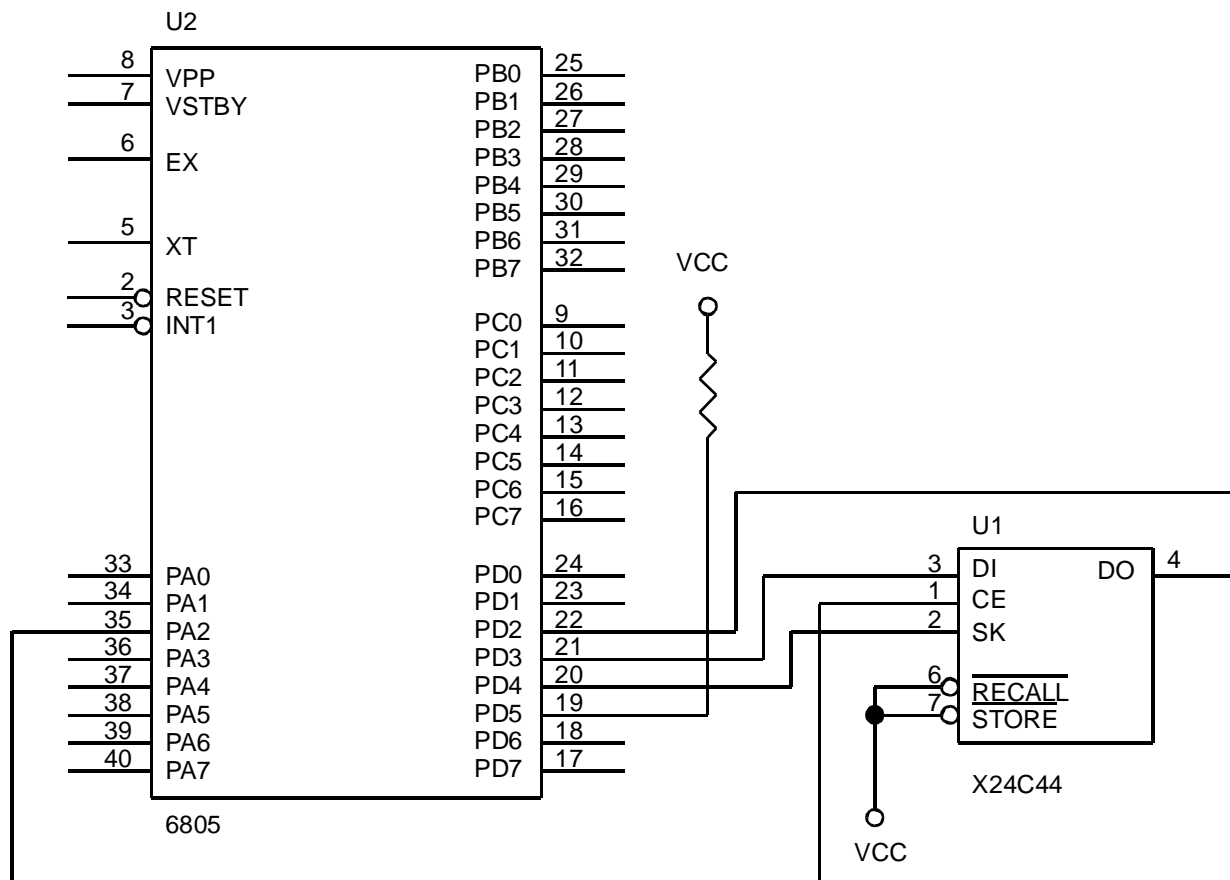 U2
8 VPP
7 VSTBY
6 EX
5 XT
2 RESET
3 INT1
33 PA0
34 PA1
35 PA2
36 PA3
37 PA4
38 PA5
39 PA6
40 PA7
PB0 25
PB1 26
PB2 27
PB3 28
PB4 29
PB5 30
PB6 31
PB7 32
PC0 9
PC1 10
PC2 11
PC3 12
PC4 13
PC5 14
PC6 15
PC7 16
PD0 24
PD1 23
PD2 22
PD3 21
PD4 20
PD5 19
PD6 18
PD7 17
6805
VCC
U1
3 DI
1 CE
2 SK
6 RECALL
7 STORE
DO 4
X24C44
VCC